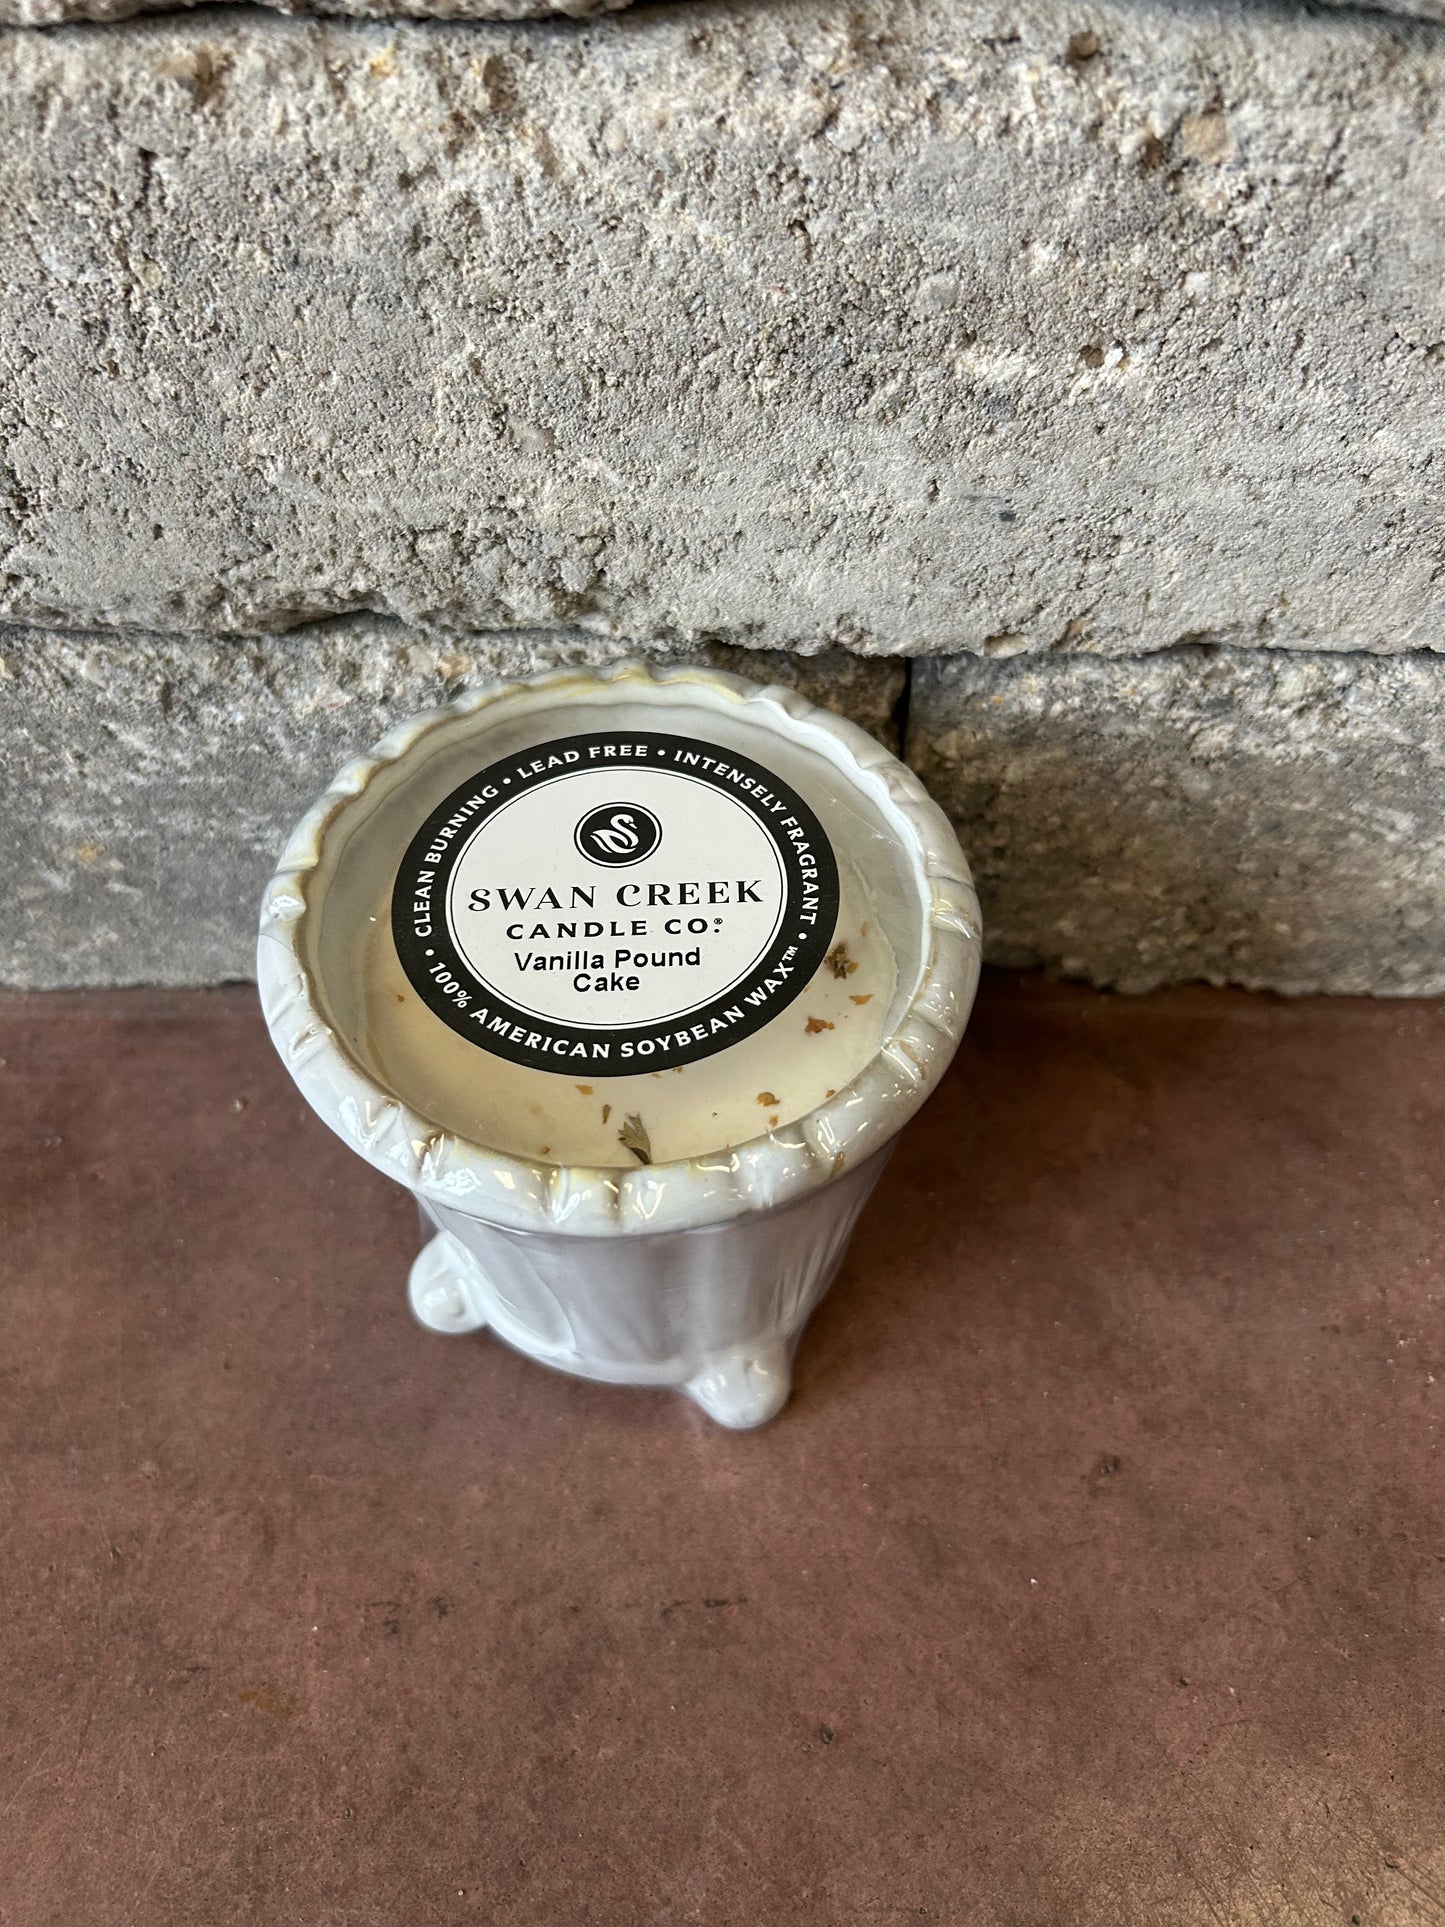 CLEAN BURNING • LEAD FREE • INTENSELY FRAGRANT •
SWAN CREEK
CANDLE CO.®
Vanilla Pound
Cake
• 100% AMERICAN SOYBEAN WAX™